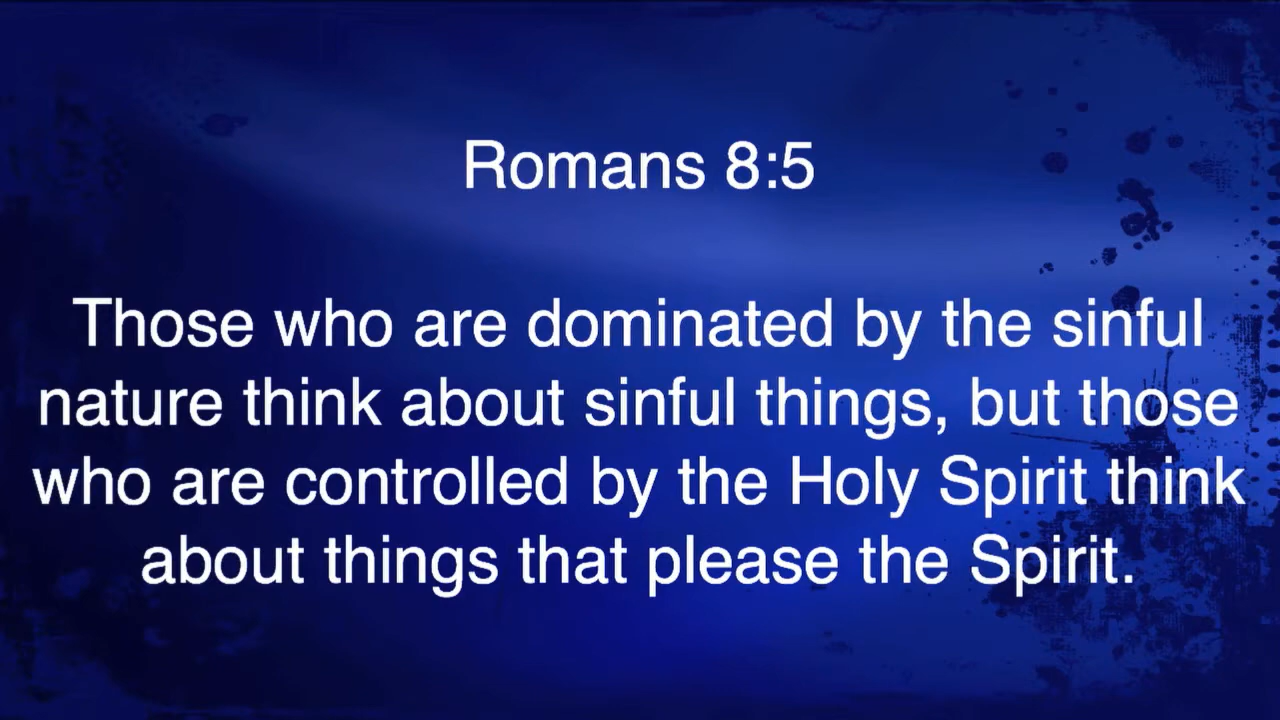 Romans 8:5
Those who are dominated by the sinful
nature think about sinful things, but those
who are controlled by the Holy Spirit think
about things that please the Spirit.